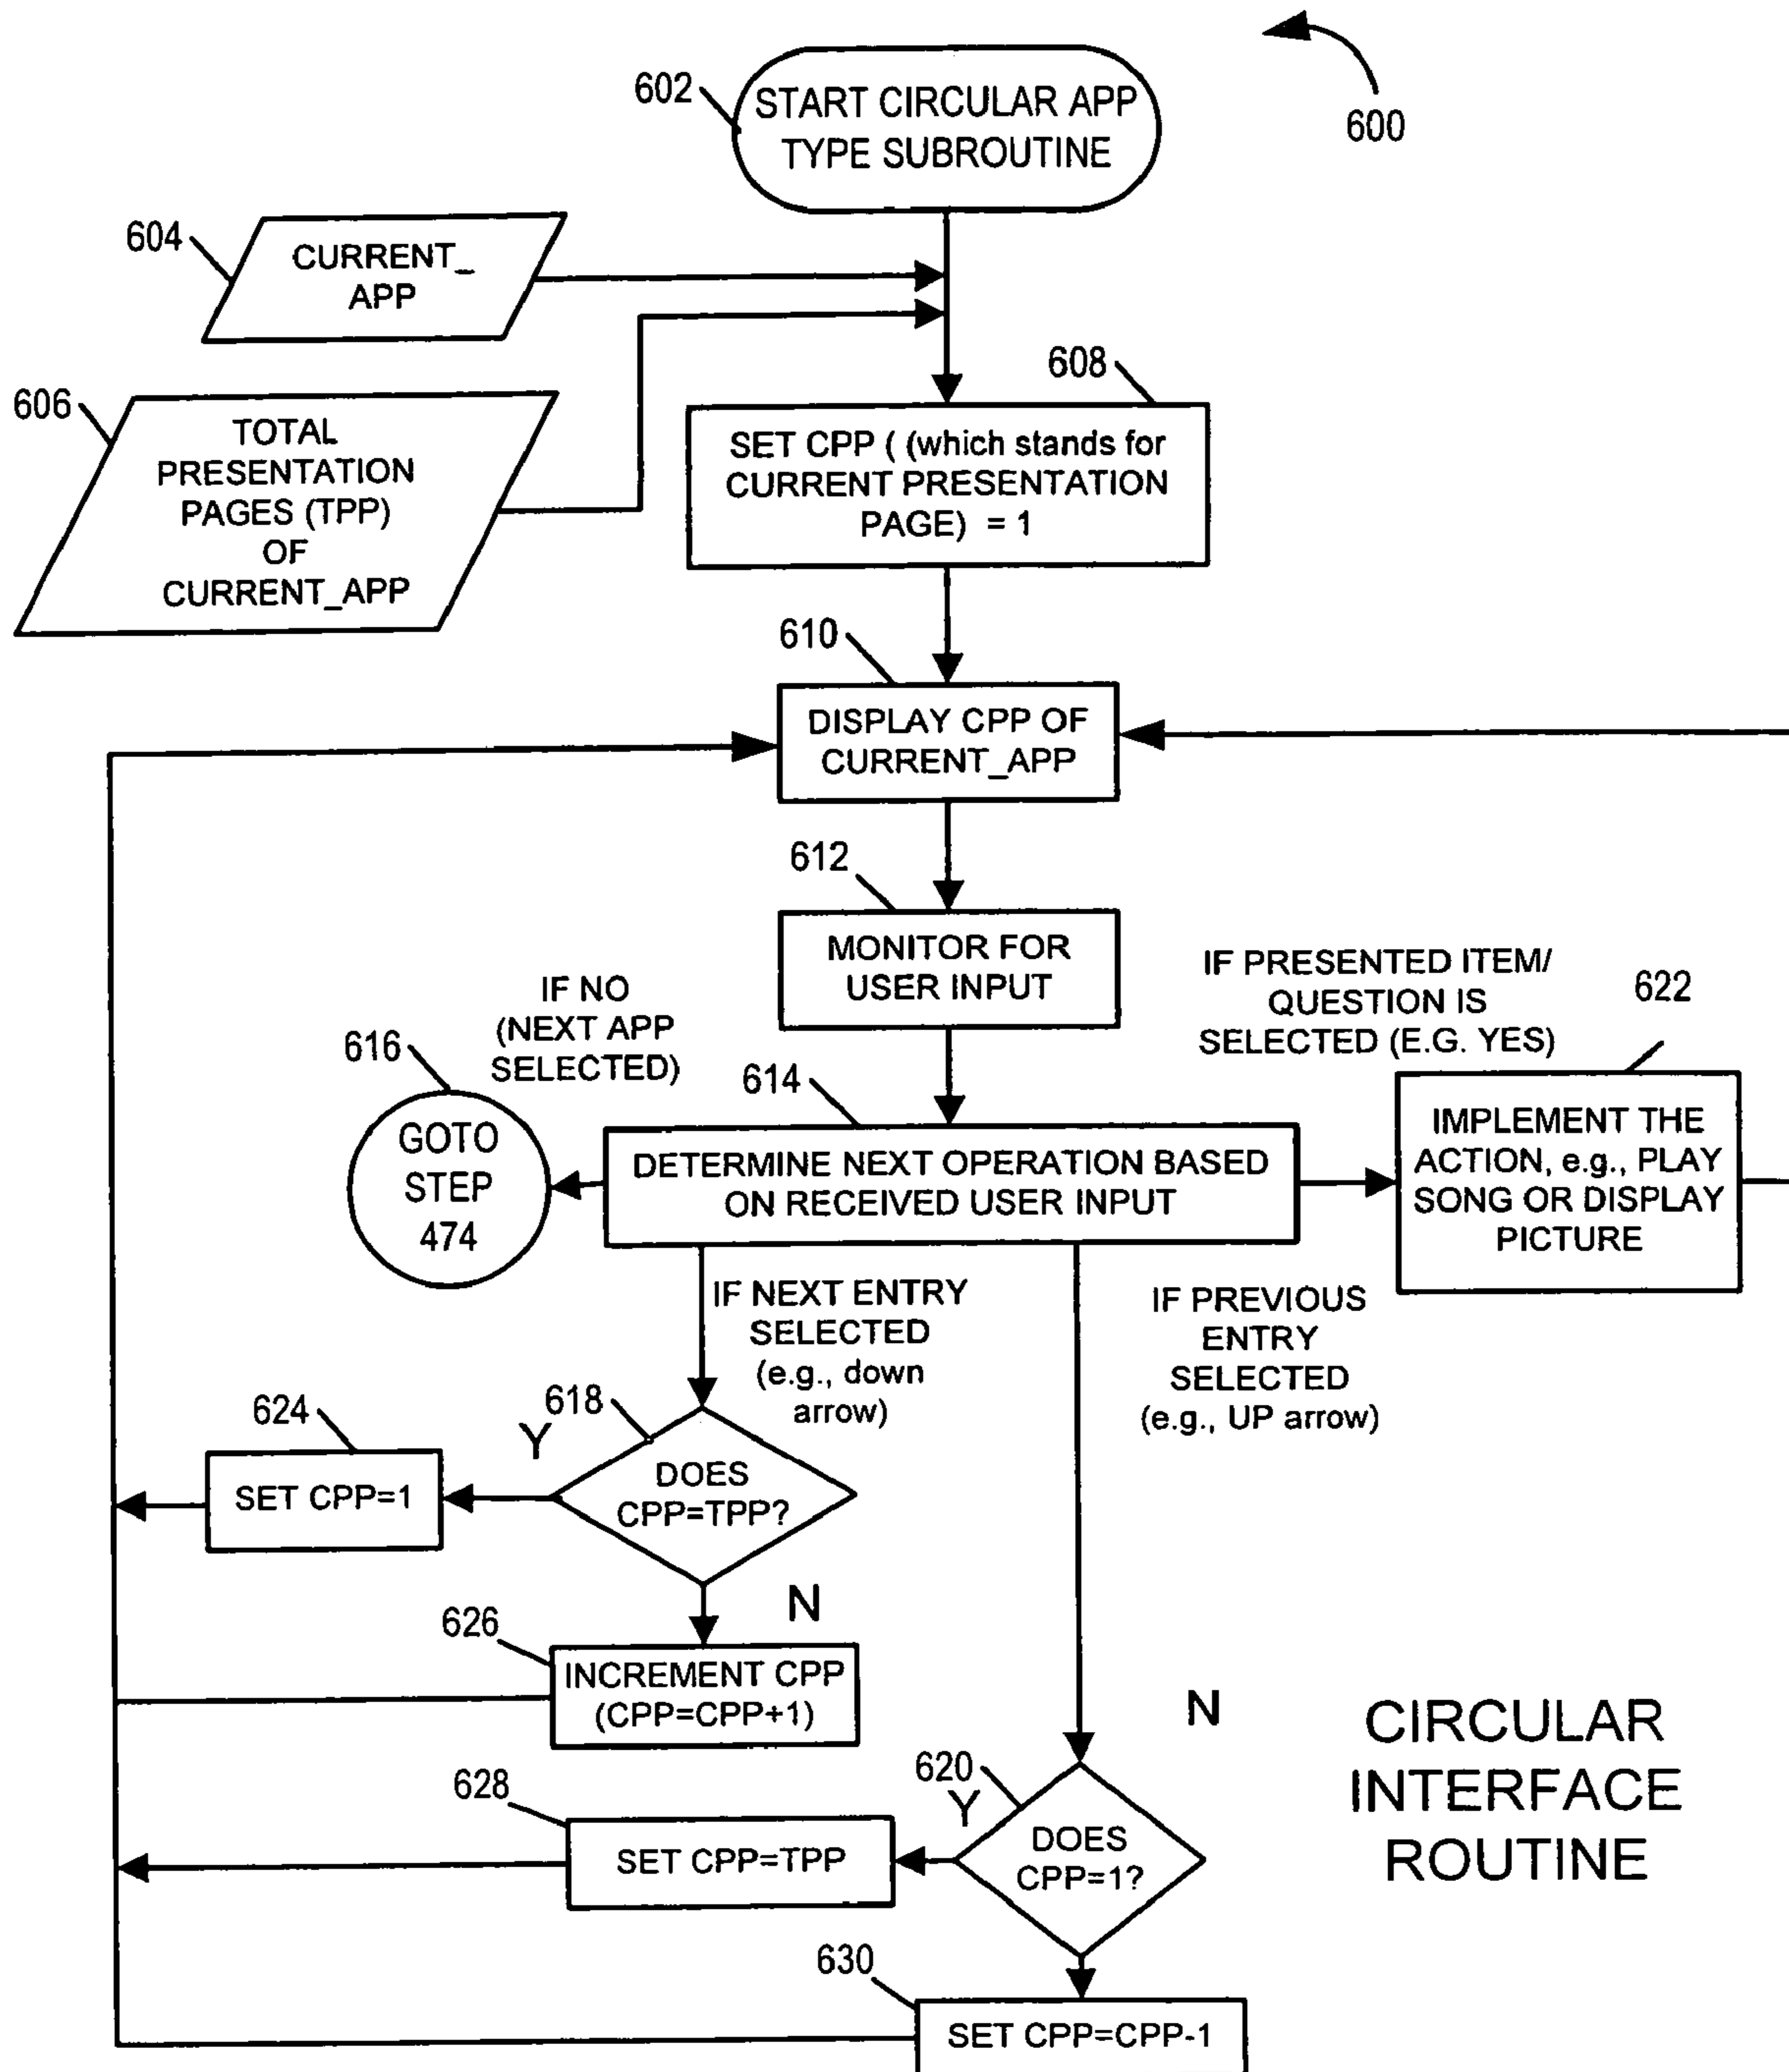 600
602
START CIRCULAR APP
TYPE SUBROUTINE
604
CURRENT_
APP
606
TOTAL
PRESENTATION
PAGES (TPP)
OF
CURRENT_APP
608
SET CPP ( (which stands for
CURRENT PRESENTATION
PAGE) = 1
610
DISPLAY CPP OF
CURRENT_APP
612
MONITOR FOR
USER INPUT
IF NO
(NEXT APP
SELECTED)
616
GOTO
STEP
474
614
DETERMINE NEXT OPERATION BASED
ON RECEIVED USER INPUT
IF PRESENTED ITEM/
QUESTION IS
SELECTED (E.G. YES)
622
IMPLEMENT THE
ACTION, e.g., PLAY
SONG OR DISPLAY
PICTURE
IF NEXT ENTRY
SELECTED
(e.g., down
arrow)
IF PREVIOUS
ENTRY
SELECTED
(e.g., UP arrow)
618
Y
DOES
CPP=TPP?
624
SET CPP=1
N
626
INCREMENT CPP
(CPP=CPP+1)
N
620
Y
DOES
CPP=1?
628
SET CPP=TPP
630
SET CPP=CPP-1
CIRCULAR
INTERFACE
ROUTINE